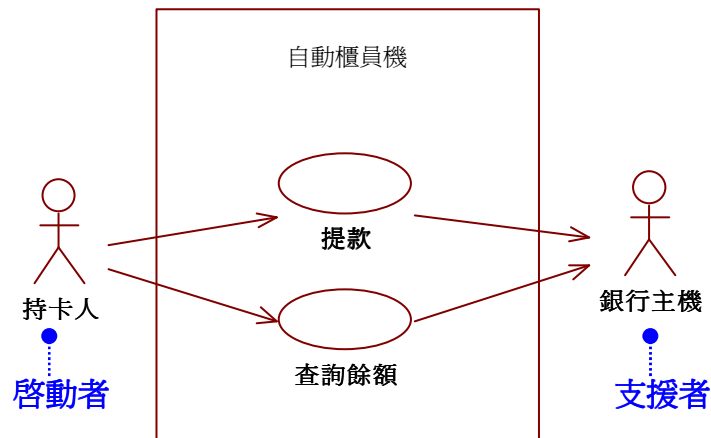 自動櫃員機
提款
持卡人
銀行主機
查詢餘額
啓動者
支援者